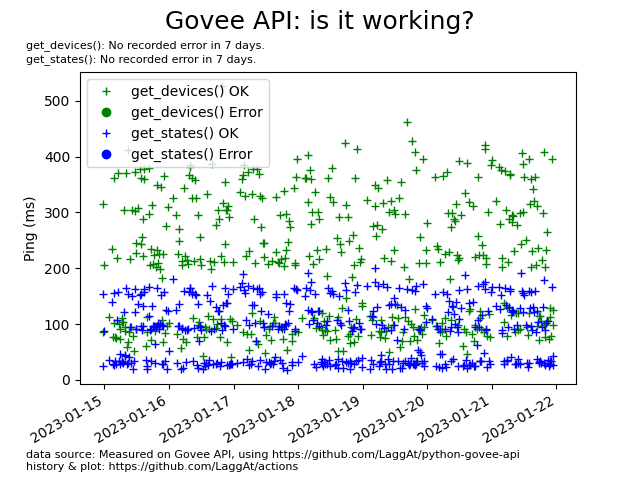 Govee API: is it working?
get_devices(): No recorded error in 7 days.
get_states(): No recorded error in 7 days.
get_devices() OK
get_devices() Error
get_states() OK
get_states() Error
Ping (ms)
500
400
300
200
100
0
2023-01-15
2023-01-16
2023-01-17
2023-01-18
2023-01-19
2023-01-20
2023-01-21
2023-01-22
data source: Measured on Govee API, using https://github.com/LaggAt/python-govee-api
history & plot: https://github.com/LaggAt/actions